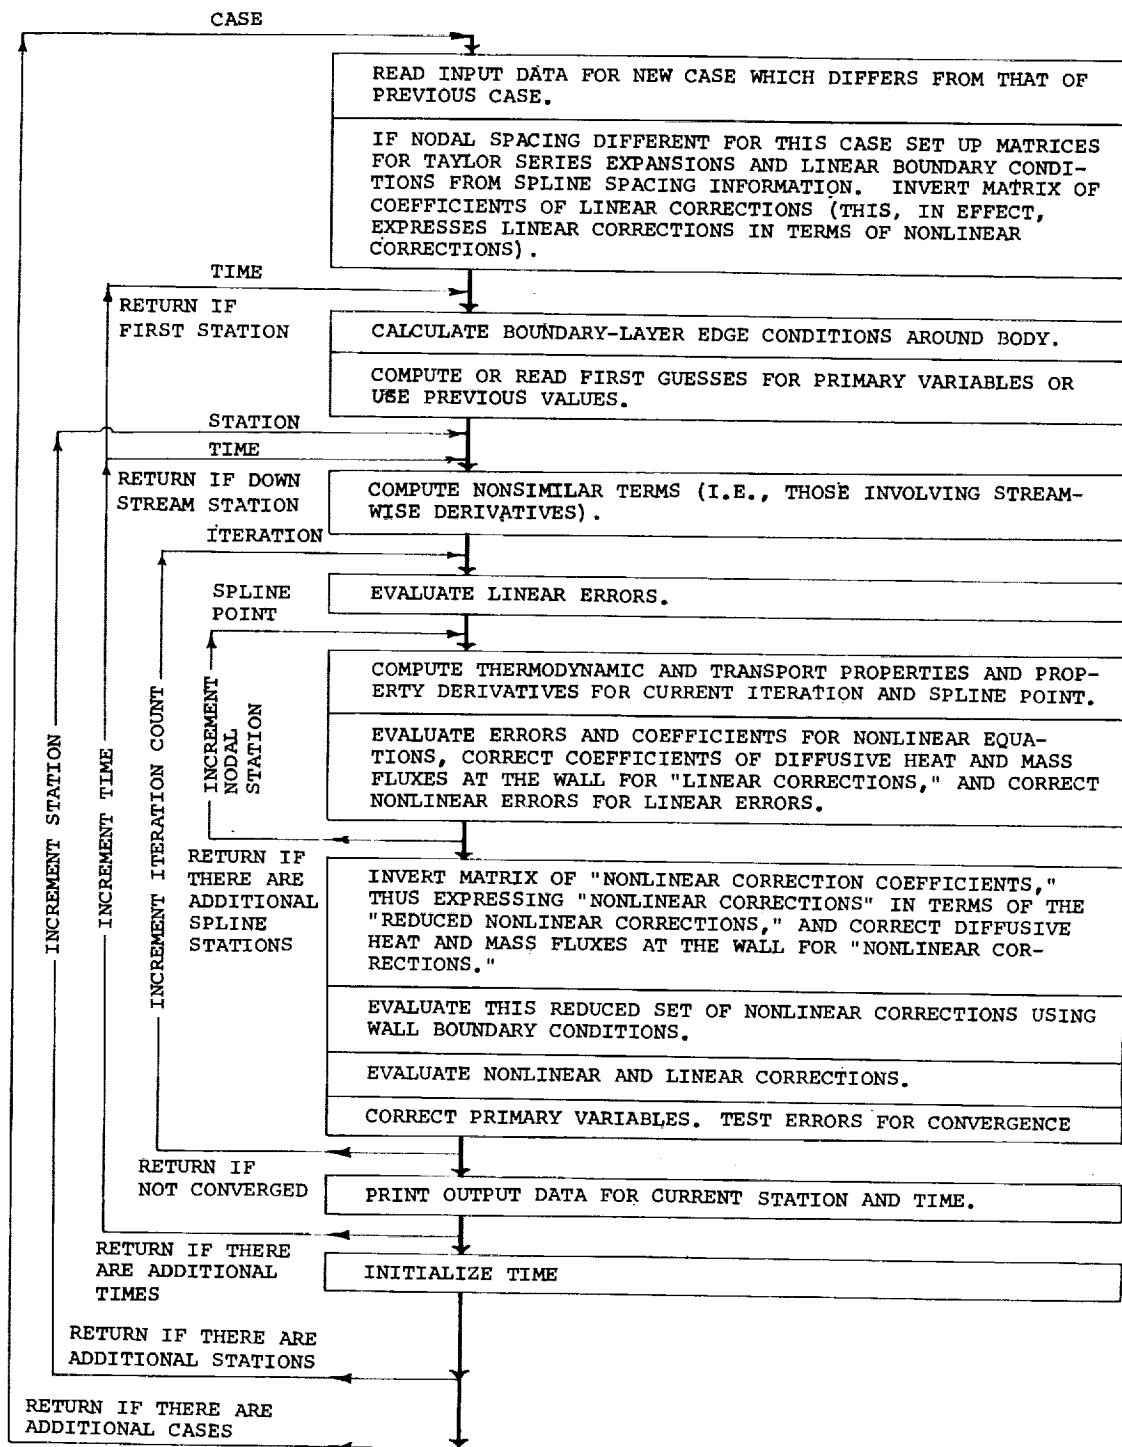 CASE
READ INPUT DATA FOR NEW CASE WHICH DIFFERS FROM THAT OF
PREVIOUS CASE.
IF NODAL SPACING DIFFERENT FOR THIS CASE SET UP MATRICES
FOR TAYLOR SERIES EXPANSIONS AND LINEAR BOUNDARY CONDI-
TIONS FROM SPLINE SPACING INFORMATION. INVERT MATRIX OF
COEFFICIENTS OF LINEAR CORRECTIONS (THIS, IN EFFECT,
EXPRESSES LINEAR CORRECTIONS IN TERMS OF NONLINEAR
CORRECTIONS).
TIME
RETURN IF
FIRST STATION
CALCULATE BOUNDARY-LAYER EDGE CONDITIONS AROUND BODY.
COMPUTE OR READ FIRST GUESSES FOR PRIMARY VARIABLES OR
USE PREVIOUS VALUES.
STATION
TIME
RETURN IF DOWN
STREAM STATION
COMPUTE NONSIMILAR TERMS (I.E., THOSE INVOLVING STREAM-
WISE DERIVATIVES).
ITERATION
EVALUATE LINEAR ERRORS.
SPLINE
POINT
COMPUTE THERMODYNAMIC AND TRANSPORT PROPERTIES AND PROP-
ERTY DERIVATIVES FOR CURRENT ITERATION AND SPLINE POINT.
EVALUATE ERRORS AND COEFFICIENTS FOR NONLINEAR EQUA-
TIONS, CORRECT COEFFICIENTS OF DIFFUSIVE HEAT AND MASS
FLUXES AT THE WALL FOR "LINEAR CORRECTIONS," AND CORRECT
NONLINEAR ERRORS FOR LINEAR ERRORS.
INCREMENT STATION
INCREMENT TIME
INCREMENT ITERATION COUNT
INCREMENT
NODAL
STATION
RETURN IF
THERE ARE
ADDITIONAL
SPLINE
STATIONS
INVERT MATRIX OF "NONLINEAR CORRECTION COEFFICIENTS,"
THUS EXPRESSING "NONLINEAR CORRECTIONS" IN TERMS OF THE
"REDUCED NONLINEAR CORRECTIONS," AND CORRECT DIFFUSIVE
HEAT AND MASS FLUXES AT THE WALL FOR "NONLINEAR COR-
RECTIONS."
EVALUATE THIS REDUCED SET OF NONLINEAR CORRECTIONS USING
WALL BOUNDARY CONDITIONS.
EVALUATE NONLINEAR AND LINEAR CORRECTIONS.
CORRECT PRIMARY VARIABLES. TEST ERRORS FOR CONVERGENCE
RETURN IF
NOT CONVERGED
PRINT OUTPUT DATA FOR CURRENT STATION AND TIME.
RETURN IF THERE
ARE ADDITIONAL
TIMES
INITIALIZE TIME
RETURN IF THERE ARE
ADDITIONAL STATIONS
RETURN IF THERE ARE
ADDITIONAL CASES